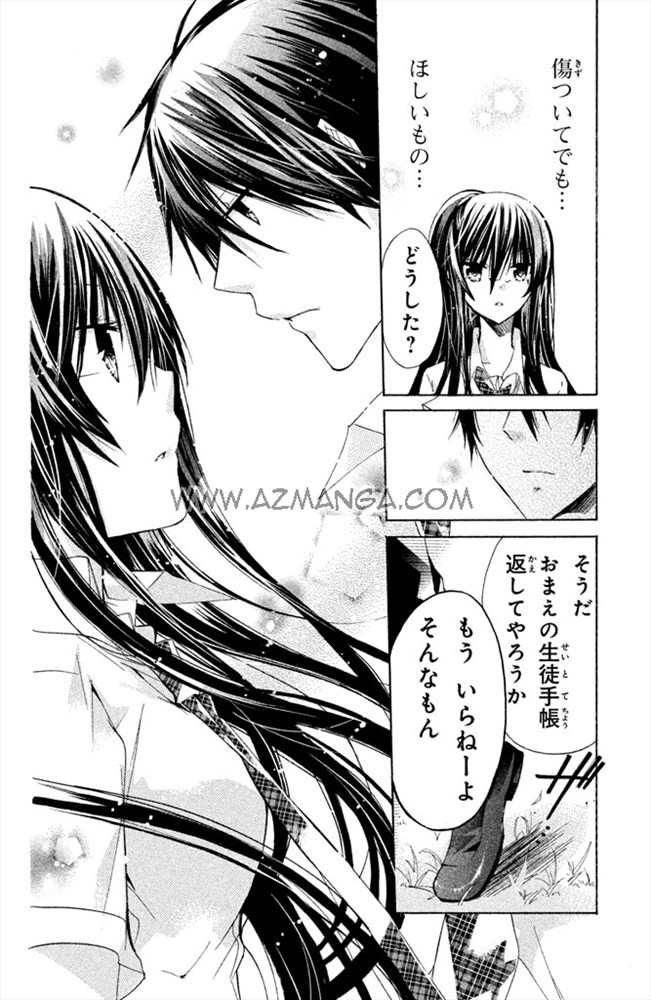 傷ついてでも…
ほしいもの…
どうした?
そうだ
おまえの生徒手帳
返してやろうか
もう いらねーよ
そんなもん
WWW.AZMANGA.COM